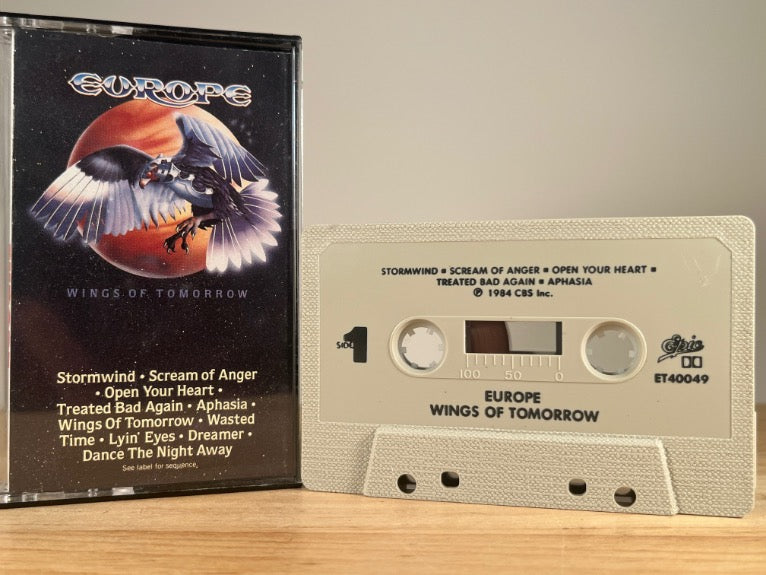 EUROPE
WINGS OF TOMORROW
Stormwind • Scream of Anger
• Open Your Heart •
Treated Bad Again • Aphasia •
Wings Of Tomorrow • Wasted
Time • Lyin' Eyes • Dreamer •
Dance The Night Away
See label for sequence.
STORMWIND ▪ SCREAM OF ANGER ▪ OPEN YOUR HEART ▪
TREATED BAD AGAIN ▪ APHASIA
℗ 1984 CBS Inc.
SIDE 1
100 50 0
Epic
ET40049
EUROPE
WINGS OF TOMORROW